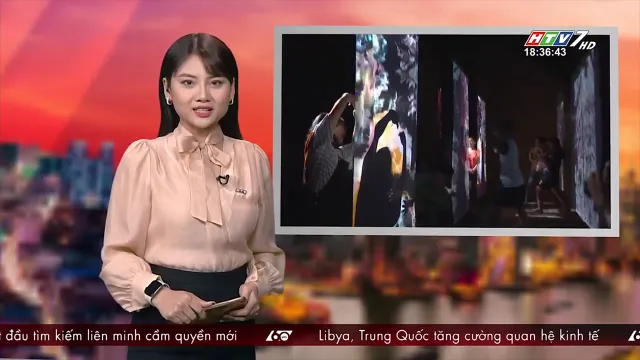 HTV7 HD
18:36:43
t đầu tìm kiếm liên minh cầm quyền mới 60 Libya, Trung Quốc tăng cường quan hệ kinh tế